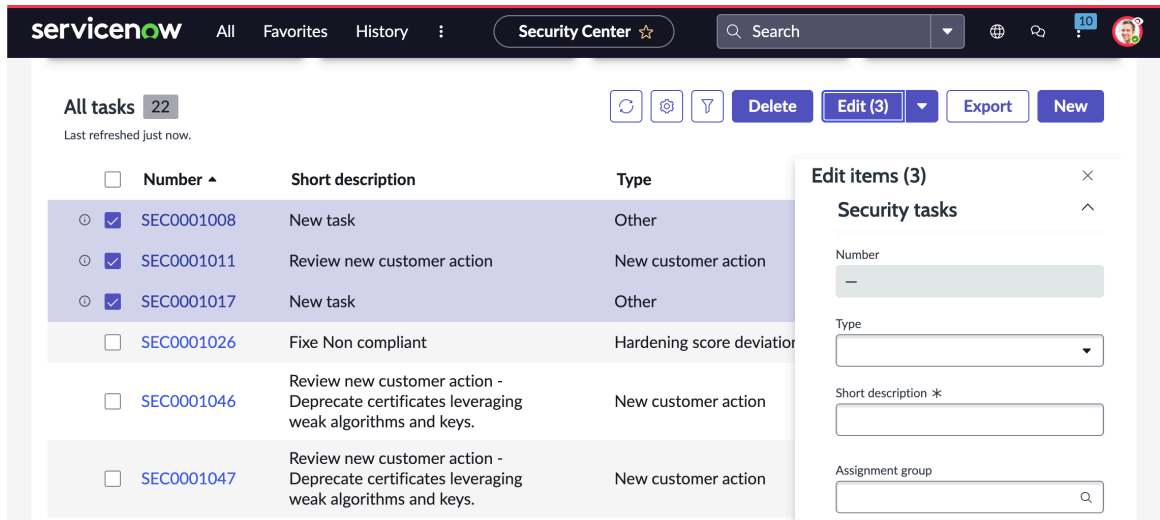 servicenow All Favorites History Security Center Search 10
All tasks 22 Delete Edit (3) Export New
Last refreshed just now.
Number Short description Type
SEC0001008 New task Other
SEC0001011 Review new customer action New customer action
SEC0001017 New task Other
SEC0001026 Fixe Non compliant Hardening score deviation
Review new customer action -
SEC0001046 Deprecate certificates leveraging New customer action
weak algorithms and keys.
Review new customer action -
SEC0001047 Deprecate certificates leveraging New customer action
weak algorithms and keys.
Edit items (3)
Security tasks
Number
—
Type
Short description *
Assignment group